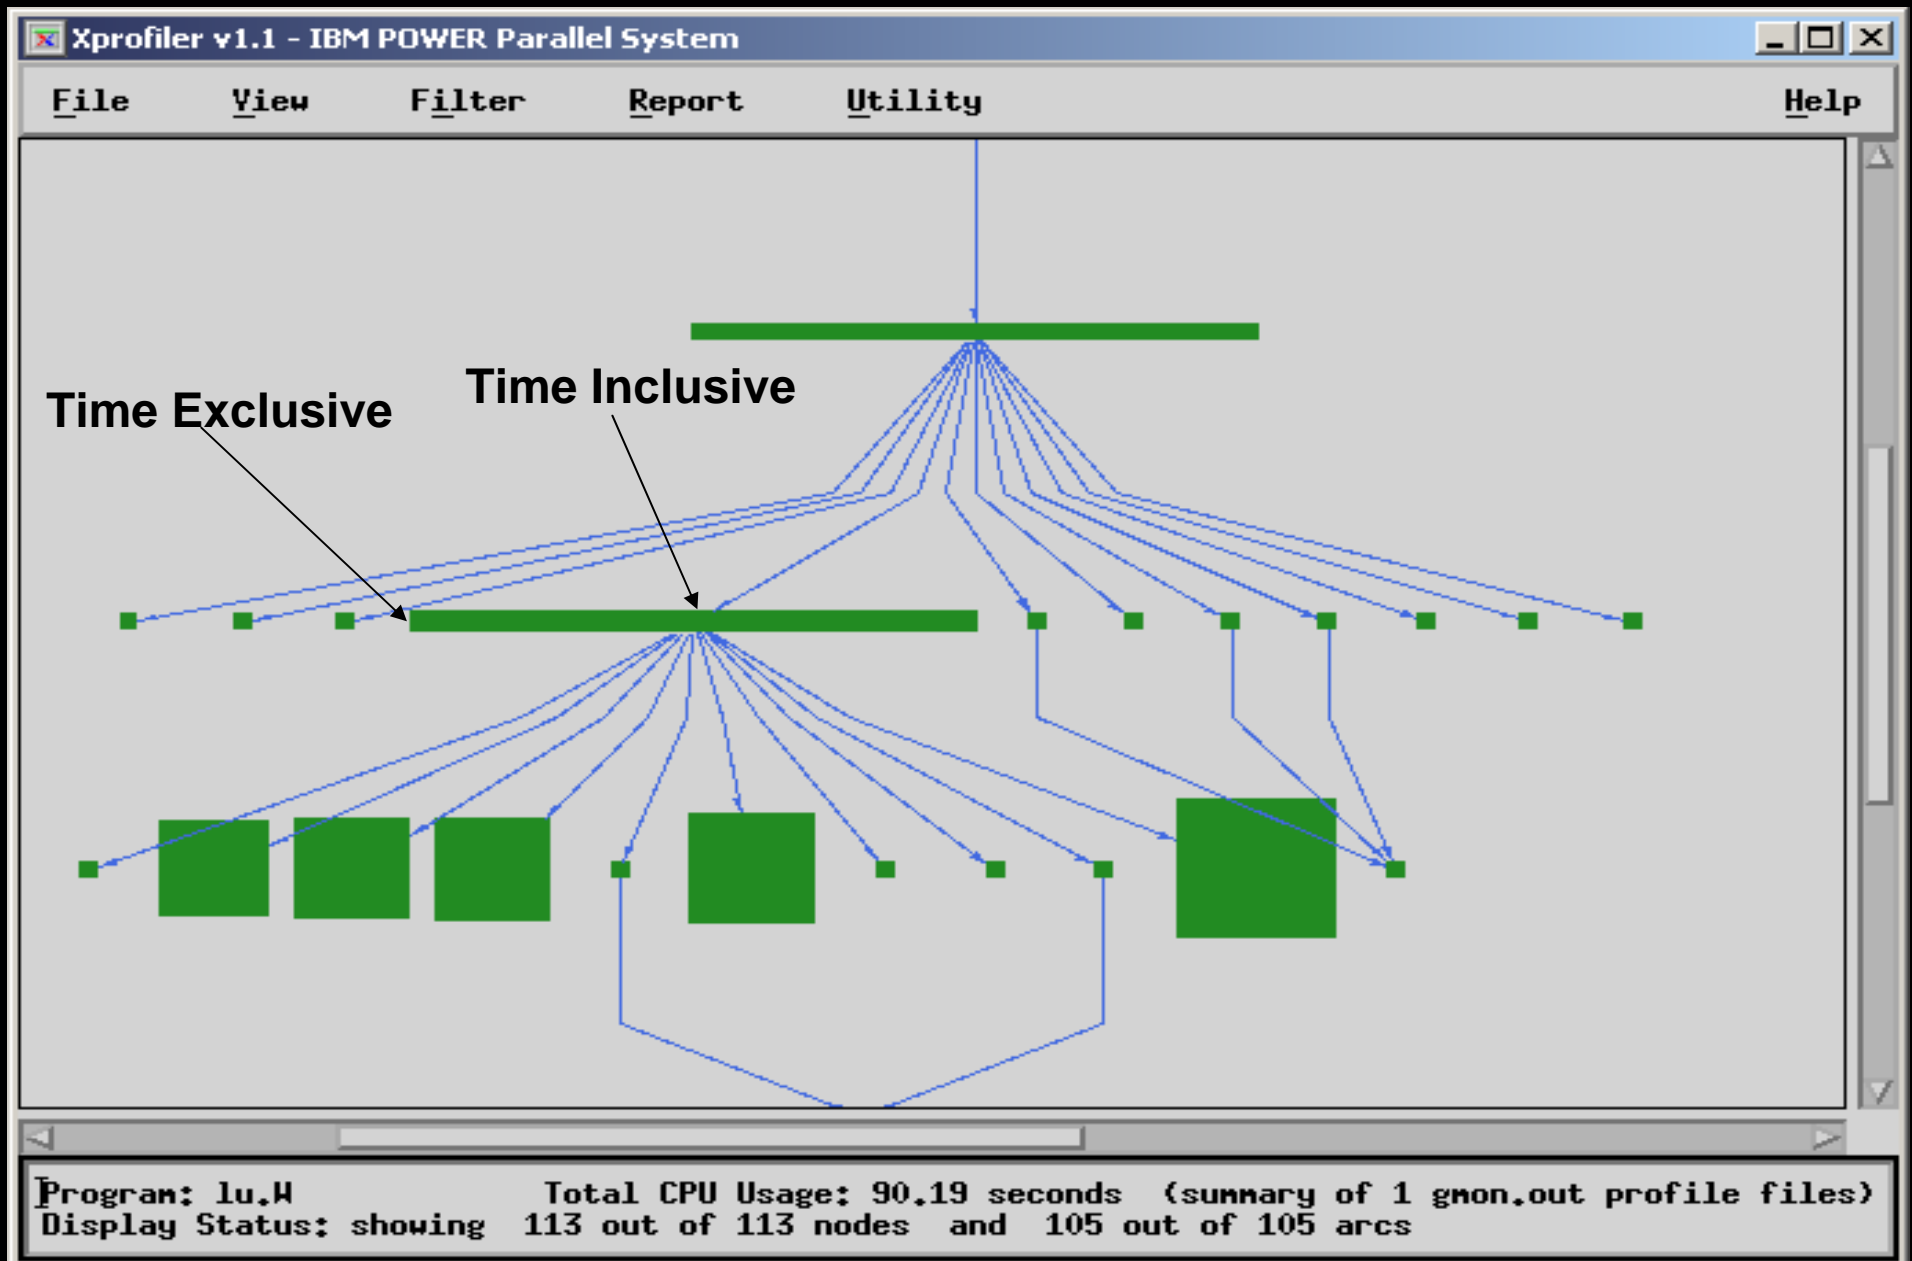 Xprofiler v1.1 - IBM POWER Parallel System
File View Filter Report Utility Help
Time Inclusive
Time Exclusive
Program: lu.W Total CPU Usage: 90.19 seconds (summary of 1 gmon.out profile files)
Display Status: showing 113 out of 113 nodes and 105 out of 105 arcs